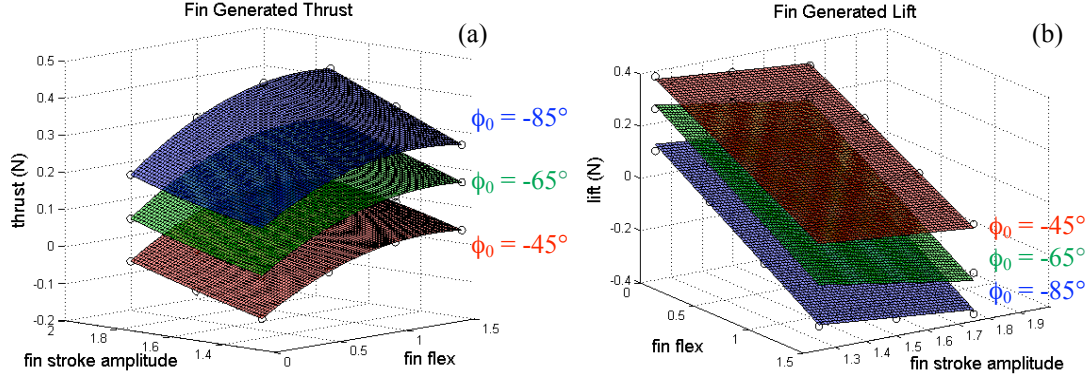 Fin Generated Thrust
(a)
0.5
0.4
0.3
0.2
0.1
0
-0.1
-0.2
thrust (N)
2
1.8
1.6
1.4
fin stroke amplitude
0
0.5
1
1.5
fin flex
ϕ0 = -85°
ϕ0 = -65°
ϕ0 = -45°
Fin Generated Lift
(b)
0.4
0.2
0
-0.2
-0.4
lift (N)
0
0.5
1
1.5
fin flex
1.3
1.4
1.5
1.6
1.7
1.8
1.9
fin stroke amplitude
ϕ0 = -45°
ϕ0 = -65°
ϕ0 = -85°